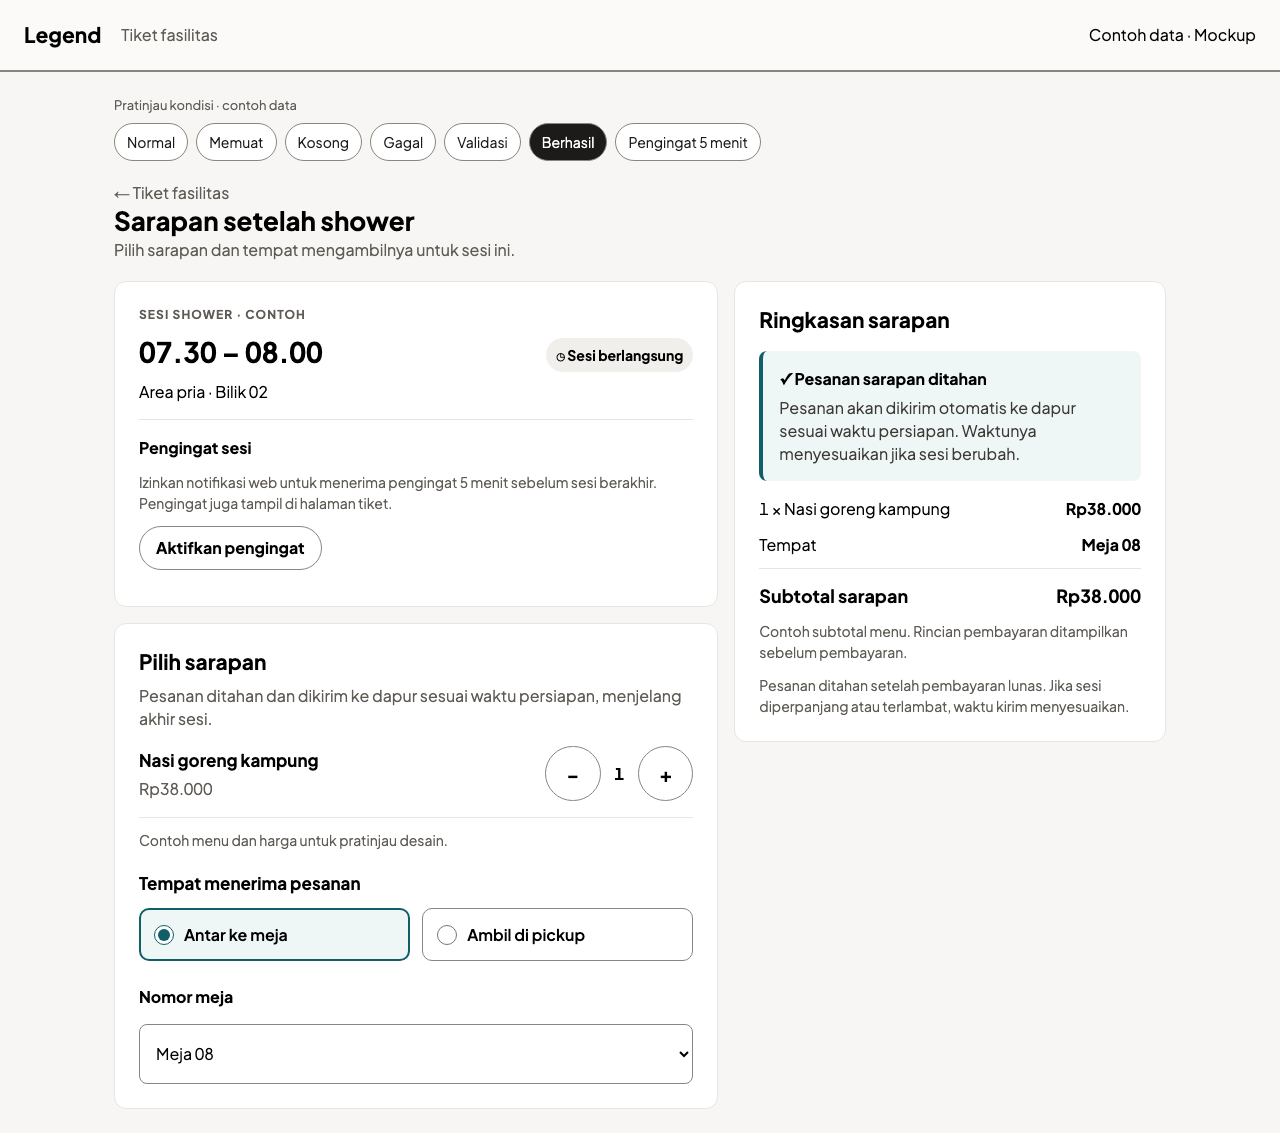 Legend Tiket fasilitas Contoh data · Mockup
Pratinjau kondisi · contoh data
Normal Memuat Kosong Gagal Validasi Berhasil Pengingat 5 menit
← Tiket fasilitas
Sarapan setelah shower
Pilih sarapan dan tempat mengambilnya untuk sesi ini.
SESI SHOWER · CONTOH
07.30 – 08.00
Sesi berlangsung
Area pria · Bilik 02
Pengingat sesi
Izinkan notifikasi web untuk menerima pengingat 5 menit sebelum sesi berakhir.
Pengingat juga tampil di halaman tiket.
Aktifkan pengingat
Pilih sarapan
Pesanan ditahan dan dikirim ke dapur sesuai waktu persiapan, menjelang
akhir sesi.
Nasi goreng kampung
Rp38.000
– 1 +
Contoh menu dan harga untuk pratinjau desain.
Tempat menerima pesanan
Antar ke meja Ambil di pickup
Nomor meja
Meja 08
Ringkasan sarapan
✓ Pesanan sarapan ditahan
Pesanan akan dikirim otomatis ke dapur
sesuai waktu persiapan. Waktunya
menyesuaikan jika sesi berubah.
1 × Nasi goreng kampung Rp38.000
Tempat Meja 08
Subtotal sarapan Rp38.000
Contoh subtotal menu. Rincian pembayaran ditampilkan
sebelum pembayaran.
Pesanan ditahan setelah pembayaran lunas. Jika sesi
diperpanjang atau terlambat, waktu kirim menyesuaikan.